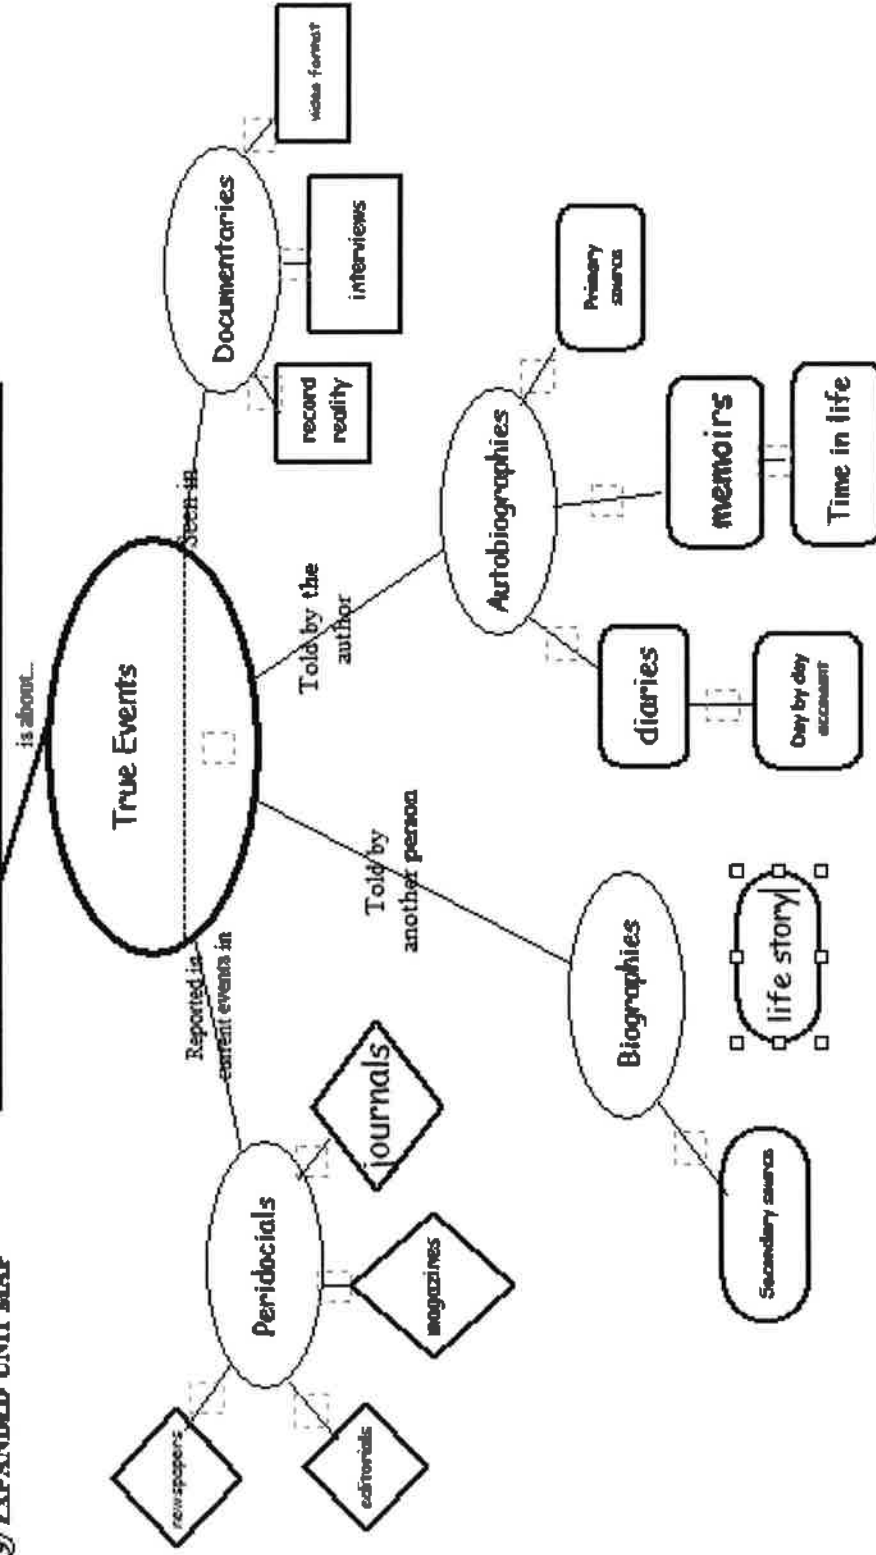 9) EXPANDED UNIT MAP
is about...
True Events
Reported in
current events in
Told by
another person
Told by the
author
Seen in
Peridocials
newspapers
editorials
magazines
journals
Biographies
Secondary source
life story
Autobiographies
diaries
Day by day
account
memoirs
Time in life
Primary
source
Documentaries
record
reality
interviews
video format